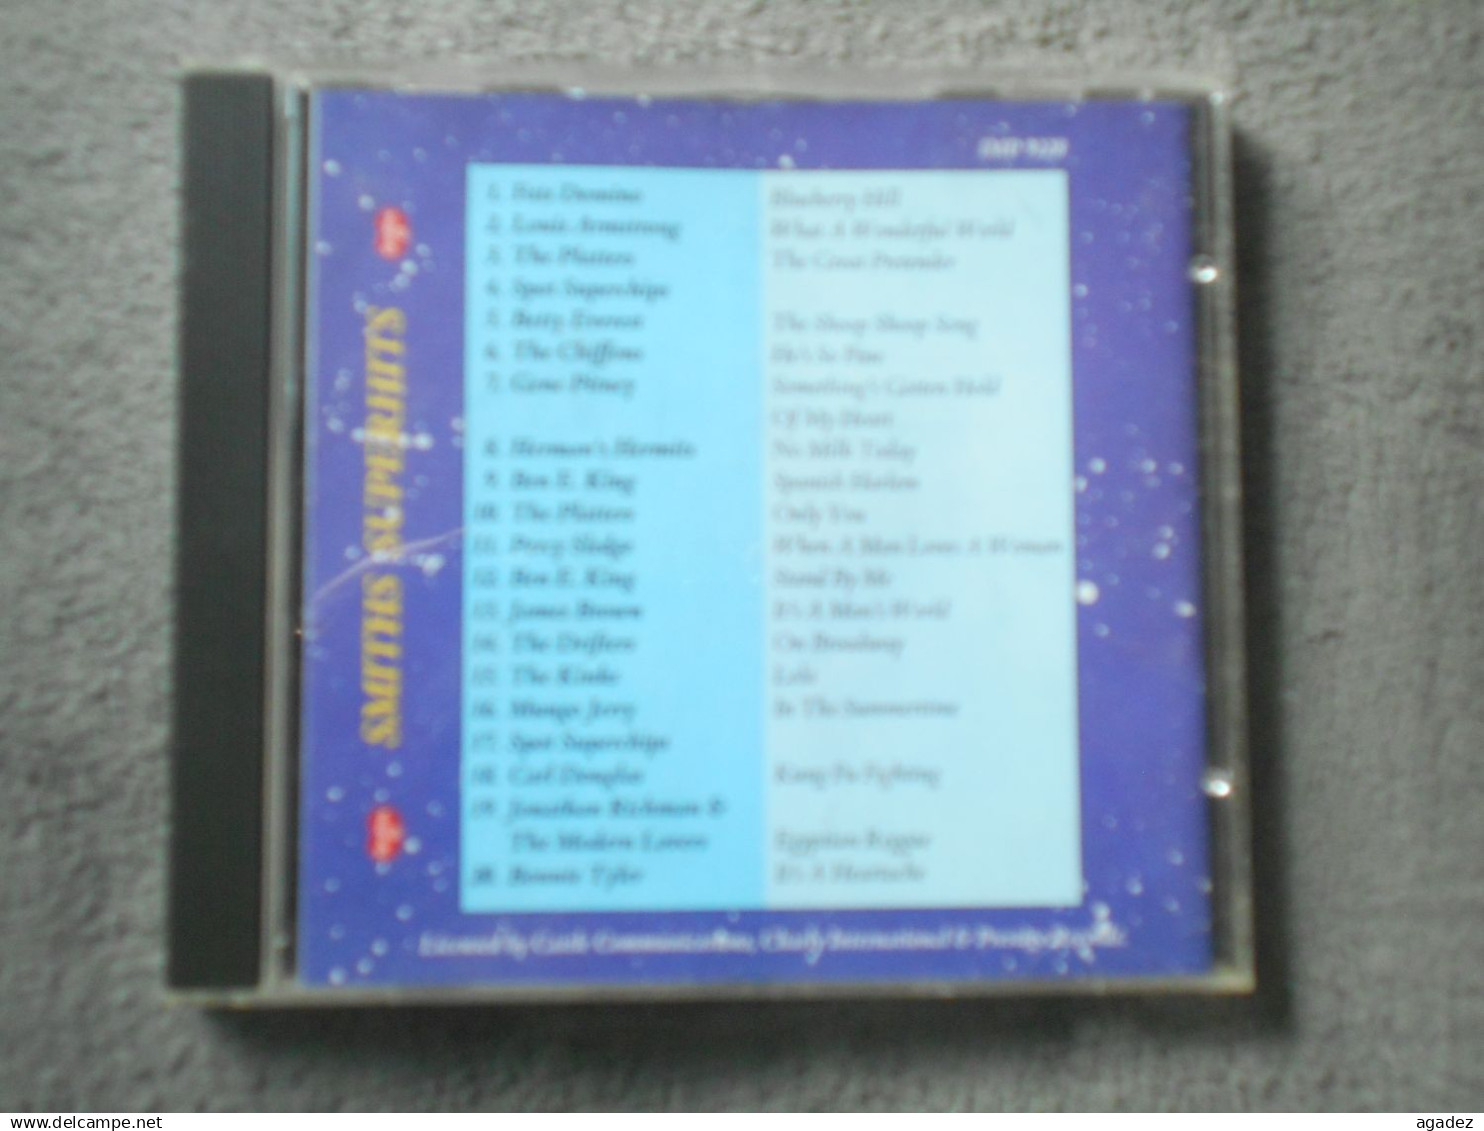 SMITHS SUPERHITS
1. Fats Domino Blueberry Hill
2. Louis Armstrong What A Wonderful World
3. The Platters The Great Pretender
4. Spot Superchips
5. Betty Everett The Shoop Shoop Song
6. The Chiffons He's So Fine
7. Gene Pitney Something's Gotten Hold
Of My Heart
8. Herman's Hermits No Milk Today
9. Ben E. King Spanish Harlem
10. The Platters Only You
11. Percy Sledge When A Man Loves A Woman
12. Ben E. King Stand By Me
13. James Brown It's A Man's World
14. The Drifters On Broadway
15. The Kinks Lola
16. Mungo Jerry In The Summertime
17. Spot Superchips
18. Carl Douglas Kung Fu Fighting
19. Jonathan Richman &
The Modern Lovers Egyptian Reggae
20. Bonnie Tyler It's A Heartache
Licensed by Castle Communications, Charly International &
agadez